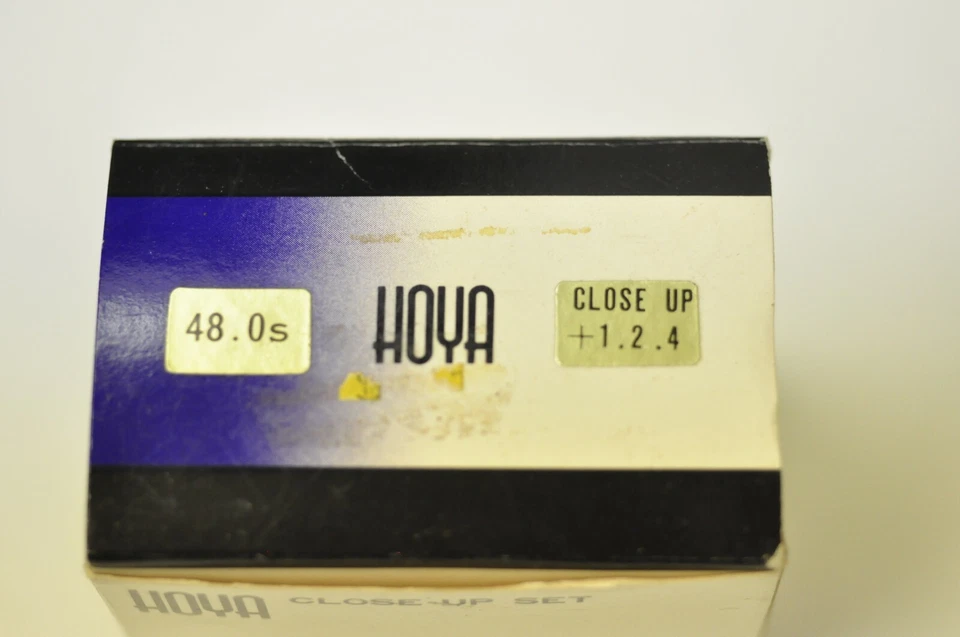 48.0s
HOYA
CLOSE UP
+1.2.4
HOYA CLOSE-UP SET